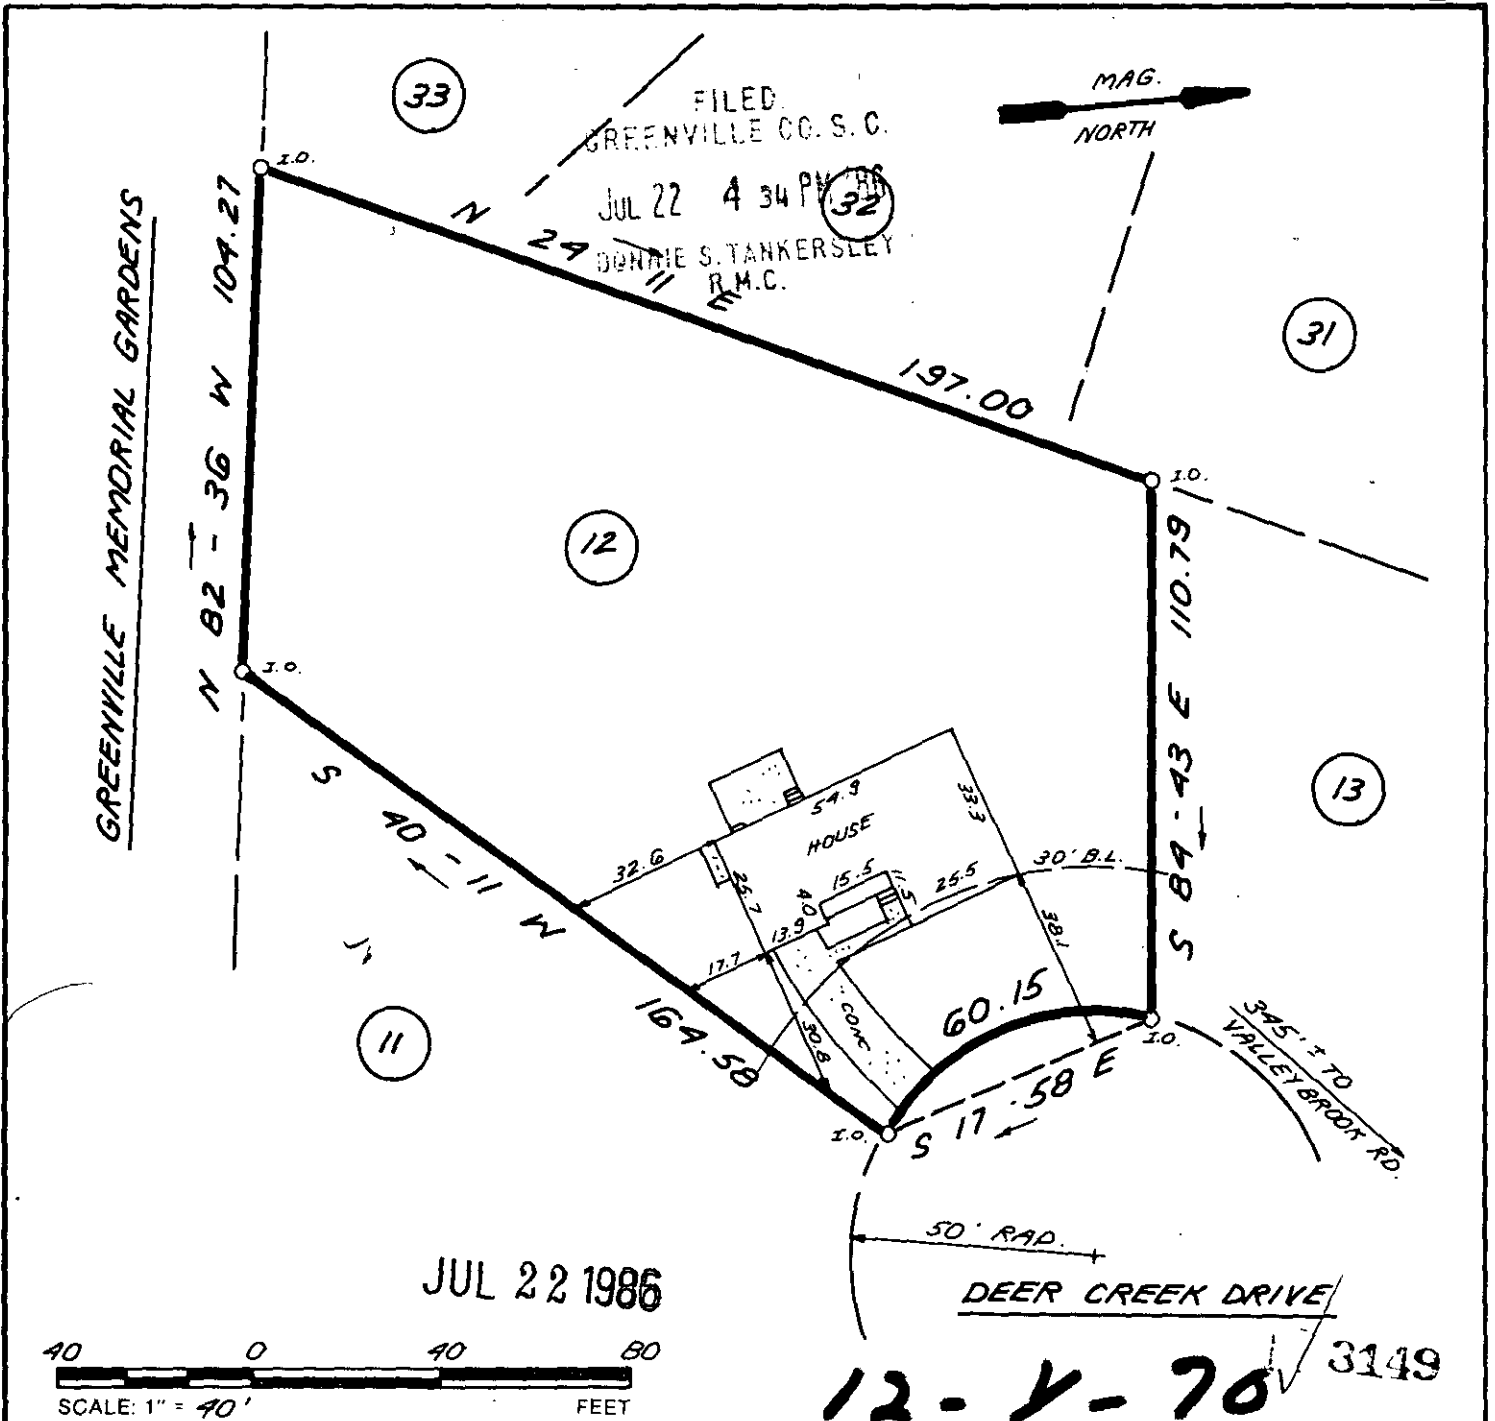 33
FILED
GREENVILLE CO. S. C.
JUL 22 4 34 PM '86
DONNIE S. TANKERSLEY
R.M.C.
MAG.
NORTH
32
31
I.O.
GREENVILLE MEMORIAL GARDENS
N 82 - 36 W 104.27
N 24 - 11 E
197.00
I.O.
12
S 84 - 43 E 110.79
13
I.O.
S 40 - 11 W
164.58
11
54.9
HOUSE
33.3
32.6
25.7
15.5
11.5
4.0
25.5
30' B.L.
13.9
17.7
38.1
30.8
CONC.
60.15
I.O.
S 17 - 58 E
I.O.
345' ± TO
VALLEYBROOK RD.
50' RAD.
DEER CREEK DRIVE
JUL 22 1986
40 0 40 80
SCALE: 1" = 40' FEET
12 - Y - 70
3149